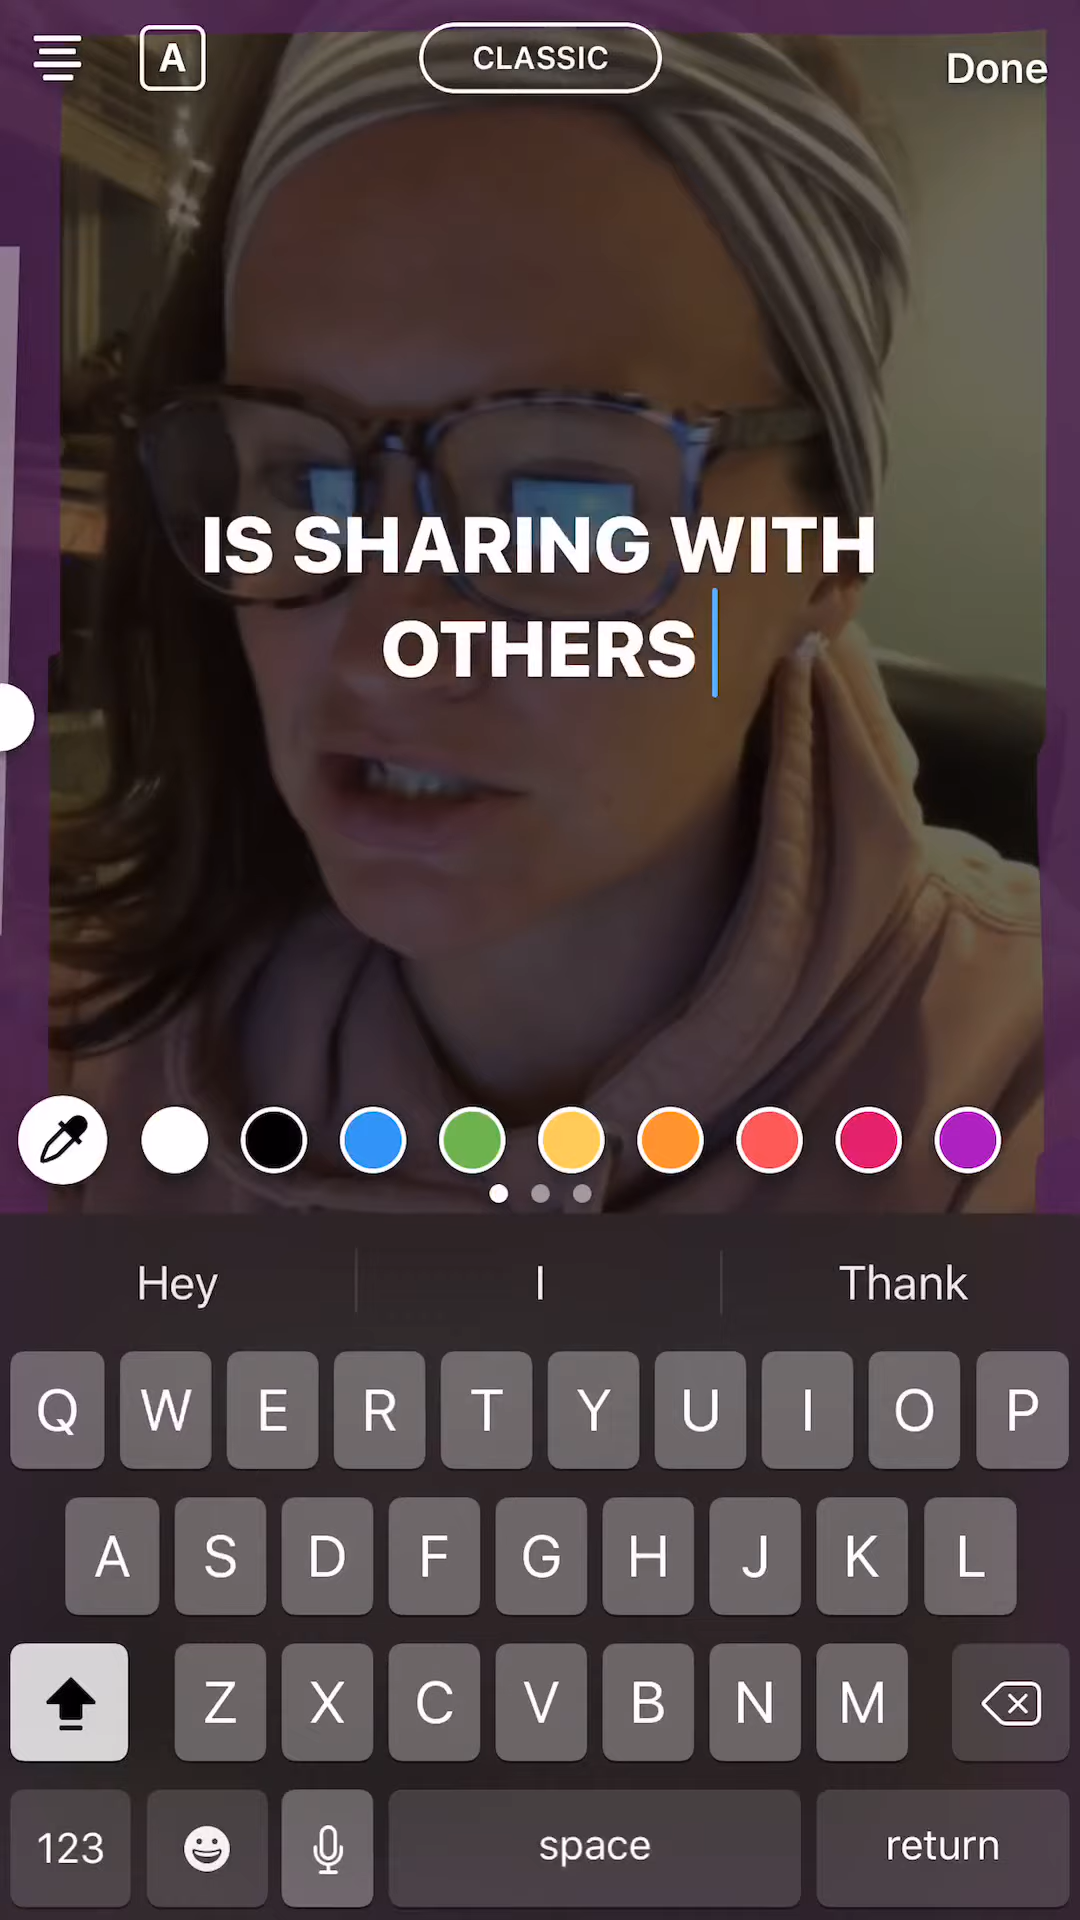 A
CLASSIC
Done
IS SHARING WITH
OTHERS
Hey
I
Thank
Q W E R T Y U I O P
A S D F G H J K L
Z X C V B N M
123
space
return